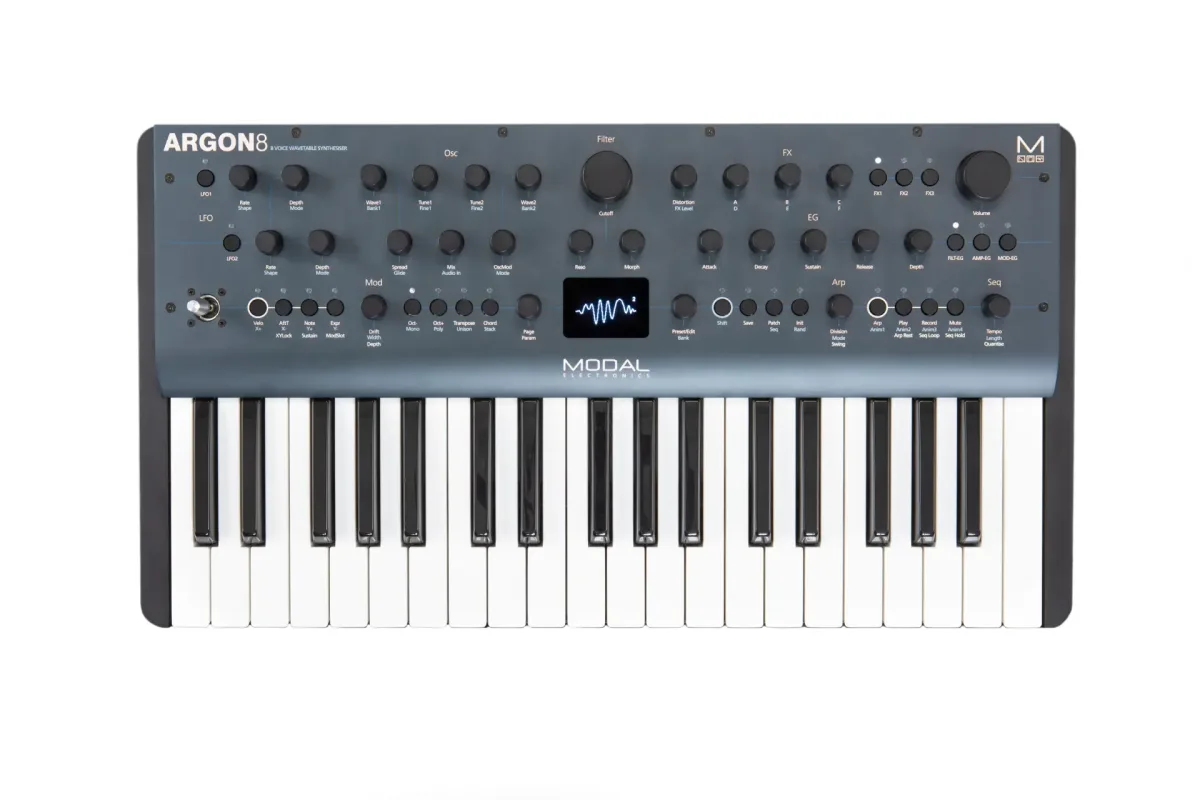 ARGON8 8 VOICE WAVETABLE SYNTHESISER
Osc
Filter
FX
M
LFO1
Rate
Shape
Depth
Mode
Wave1
Bank1
Tune1
Fine1
Tune2
Fine2
Wave2
Bank2
Cutoff
Distortion
FX Level
A
D
B
E
C
F
FX1
FX2
FX3
Volume
LFO
EG
LFO2
Rate
Shape
Depth
Mode
Spread
Glide
Mix
Audio in
OscMod
Mode
Reso
Morph
Attack
Decay
Sustain
Release
Depth
FILT-EG
AMP-EG
MOD-EG
Mod
Arp
Seq
Velo
X+
AfT
X-
XYLock
Note
Y+
Sustain
Expr
Y-
ModSlot
Drift
Width
Depth
Oct-
Mono
Oct+
Poly
Transpose
Unison
Chord
Stack
Page
Param
Preset/Edit
Bank
Shift
Save
Patch
Seq
Init
Rand
Division
Mode
Swing
Arp
Anim1
Play
Anim2
Arp Rest
Record
Anim3
Seq Loop
Mute
Anim4
Seq Hold
Tempo
Length
Quantise
MODAL
ELECTRONICS